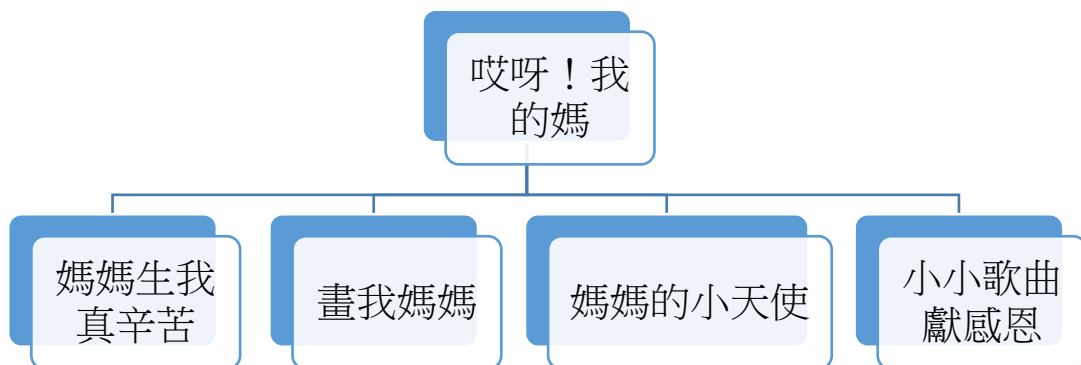 哎呀！我
的媽
媽媽生我
真辛苦
畫我媽媽
媽媽的小天使
小小歌曲
獻感恩